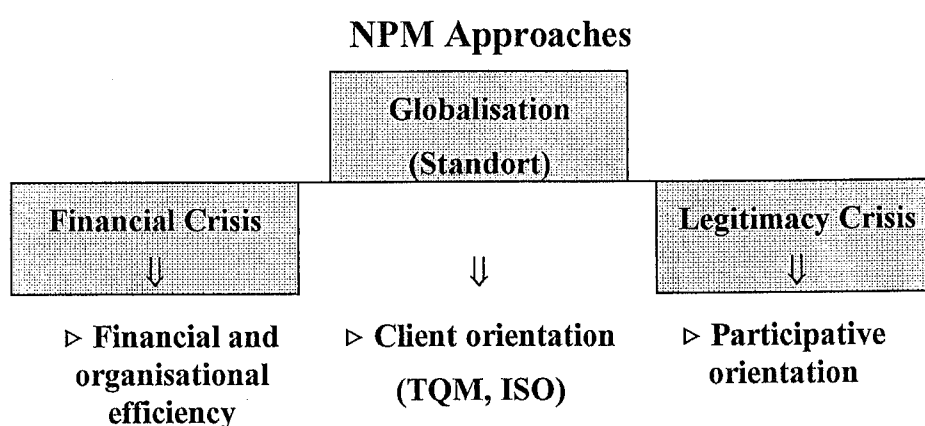 NPM Approaches
Globalisation
(Standort)
Financial Crisis
⇓
⇓
Legitimacy Crisis
⇓
▷ Financial and
organisational
efficiency
▷ Client orientation
(TQM, ISO)
▷ Participative
orientation